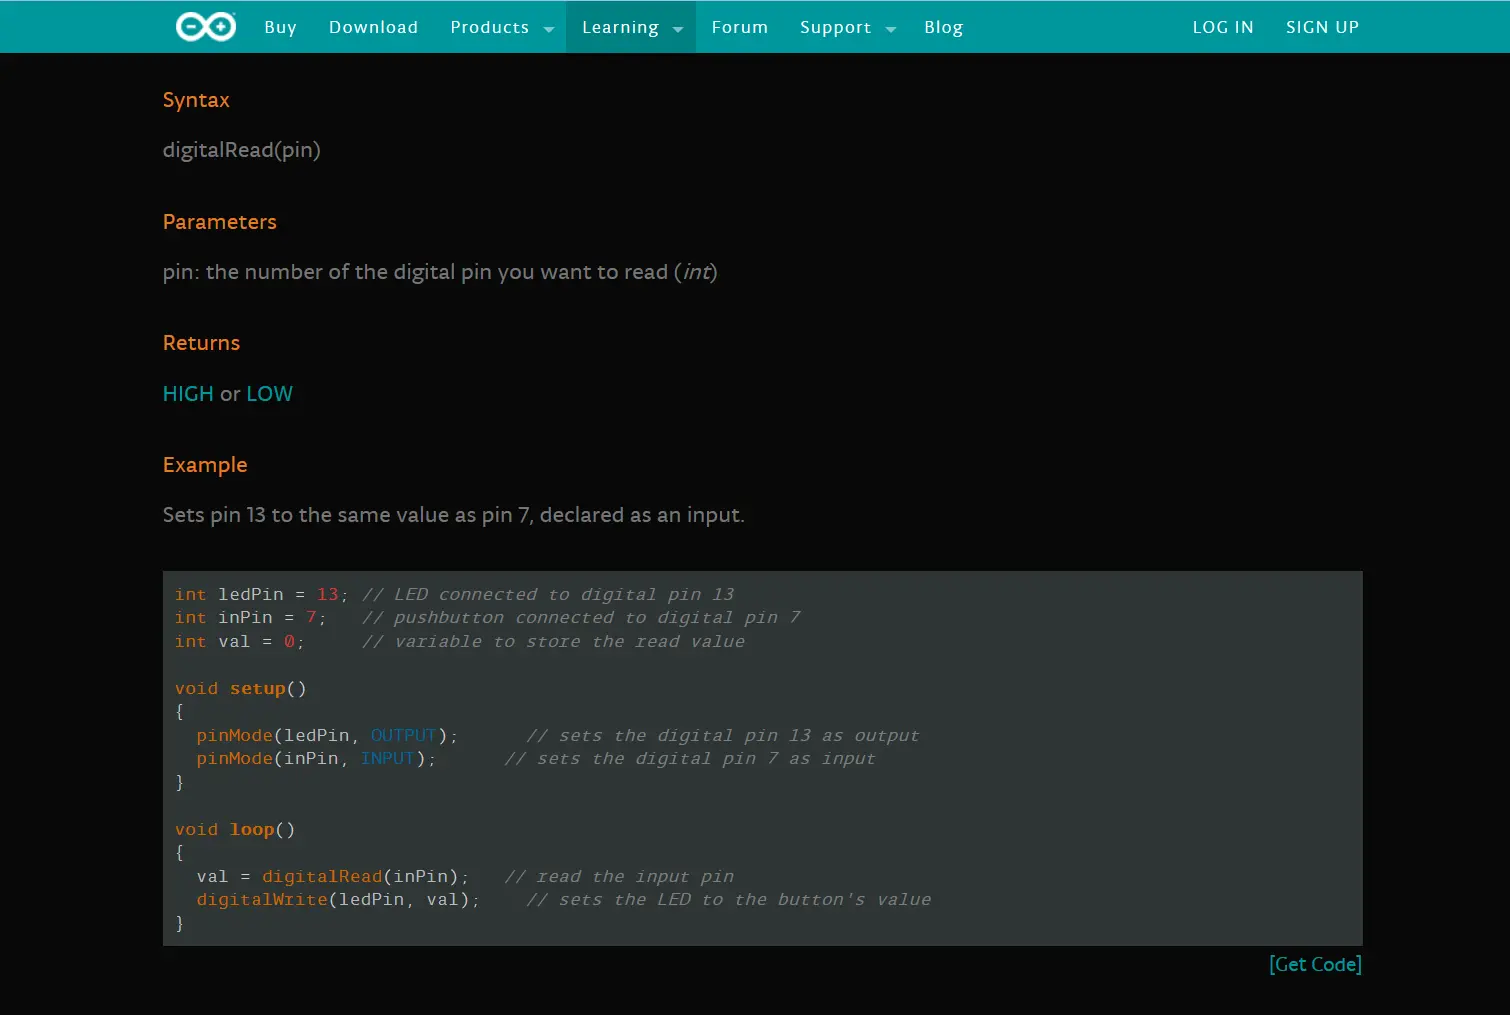 Buy Download Products Learning Forum Support Blog LOG IN SIGN UP
Syntax
digitalRead(pin)
Parameters
pin: the number of the digital pin you want to read (int)
Returns
HIGH or LOW
Example
Sets pin 13 to the same value as pin 7, declared as an input.
int ledPin = 13; // LED connected to digital pin 13
int inPin = 7;   // pushbutton connected to digital pin 7
int val = 0;     // variable to store the read value
void setup()
{
  pinMode(ledPin, OUTPUT);      // sets the digital pin 13 as output
  pinMode(inPin, INPUT);      // sets the digital pin 7 as input
}
void loop()
{
  val = digitalRead(inPin);   // read the input pin
  digitalWrite(ledPin, val);    // sets the LED to the button's value
}
[Get Code]